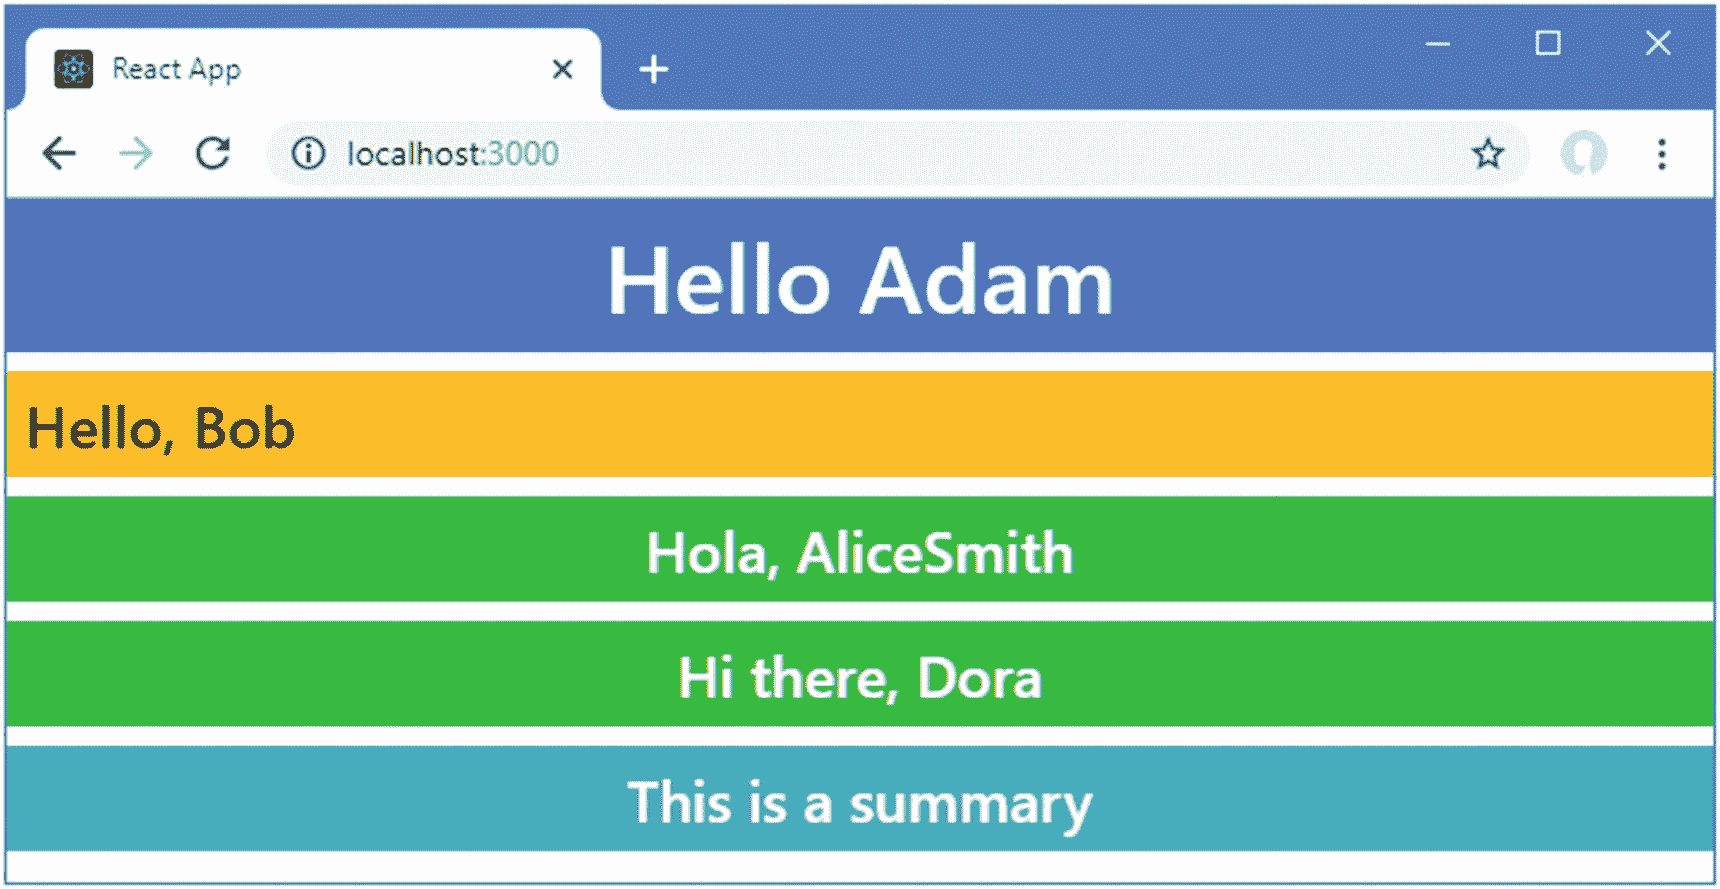 React App
localhost:3000
Hello Adam
Hello, Bob
Hola, AliceSmith
Hi there, Dora
This is a summary